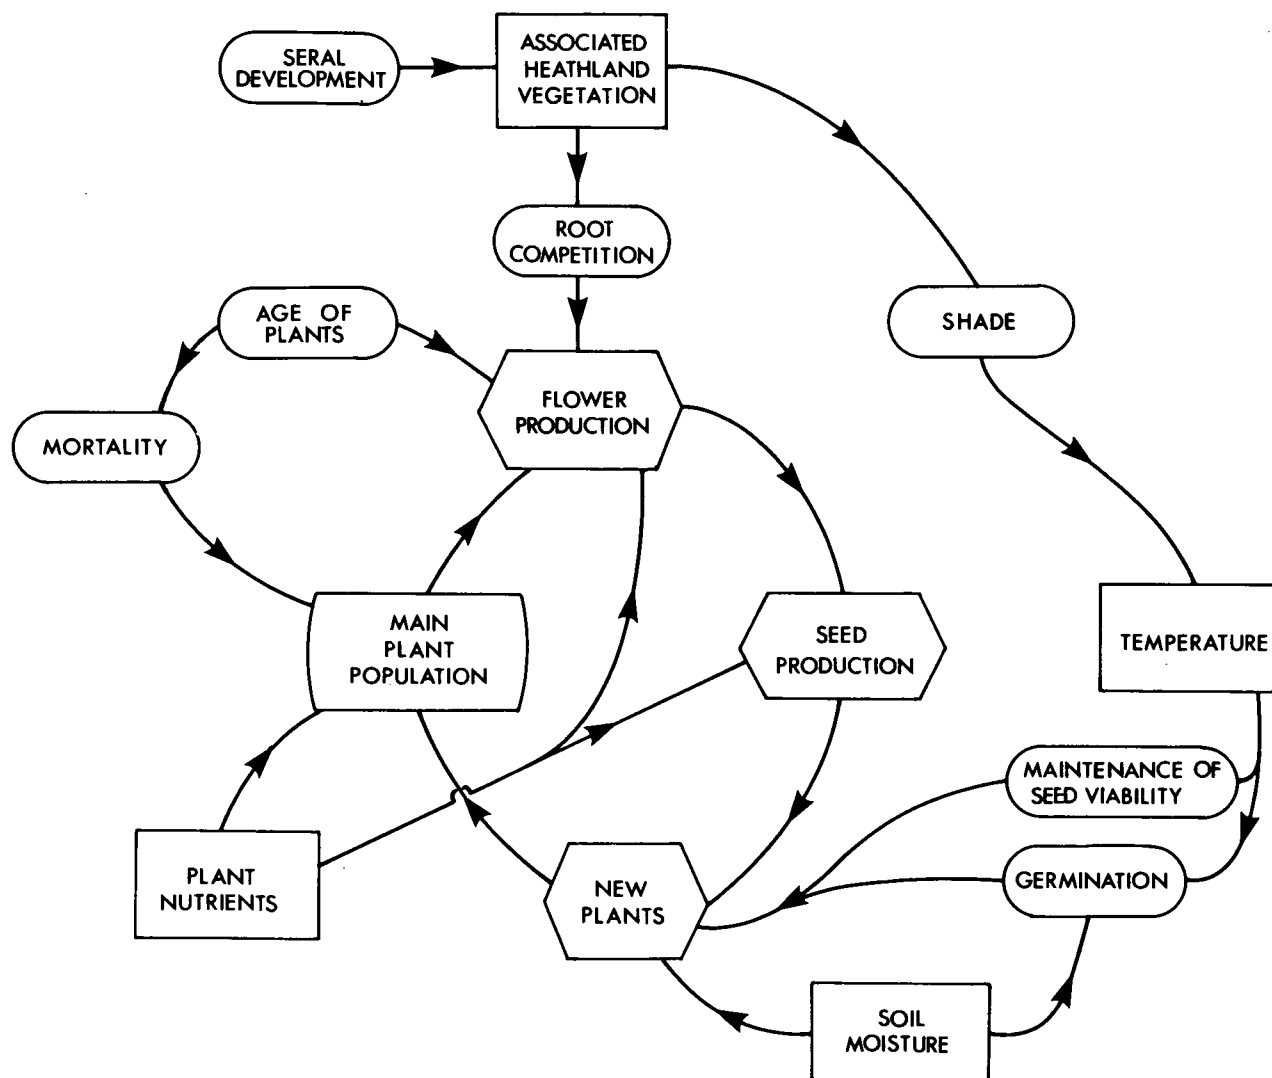 SERAL
DEVELOPMENT
ASSOCIATED
HEATHLAND
VEGETATION
ROOT
COMPETITION
AGE OF
PLANTS
SHADE
FLOWER
PRODUCTION
MORTALITY
MAIN
PLANT
POPULATION
SEED
PRODUCTION
TEMPERATURE
MAINTENANCE OF
SEED VIABILITY
PLANT
NUTRIENTS
NEW
PLANTS
GERMINATION
SOIL
MOISTURE